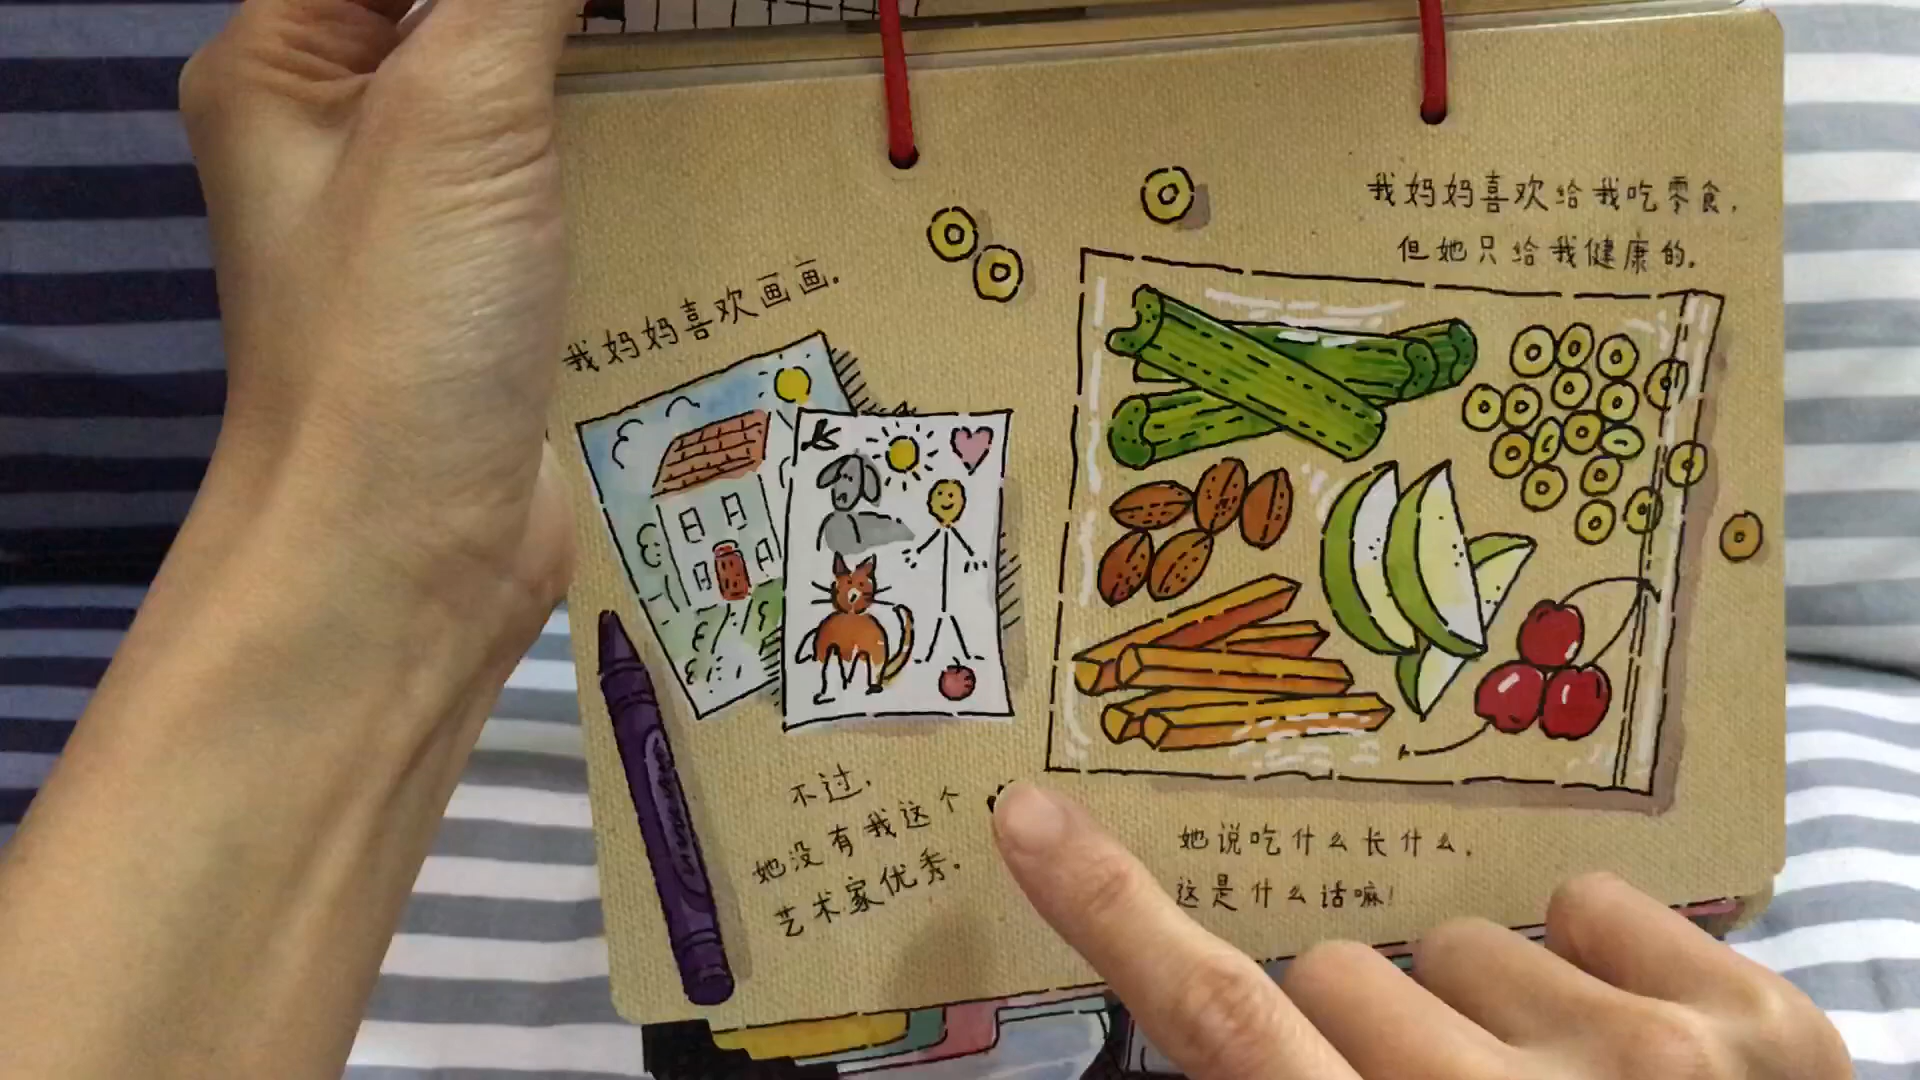 我妈妈喜欢画画.
不过,
她没有我这个
艺术家优秀.
我妈妈喜欢给我吃零食,
但她只给我健康的.
她说吃什么长什么,
这是什么话嘛!